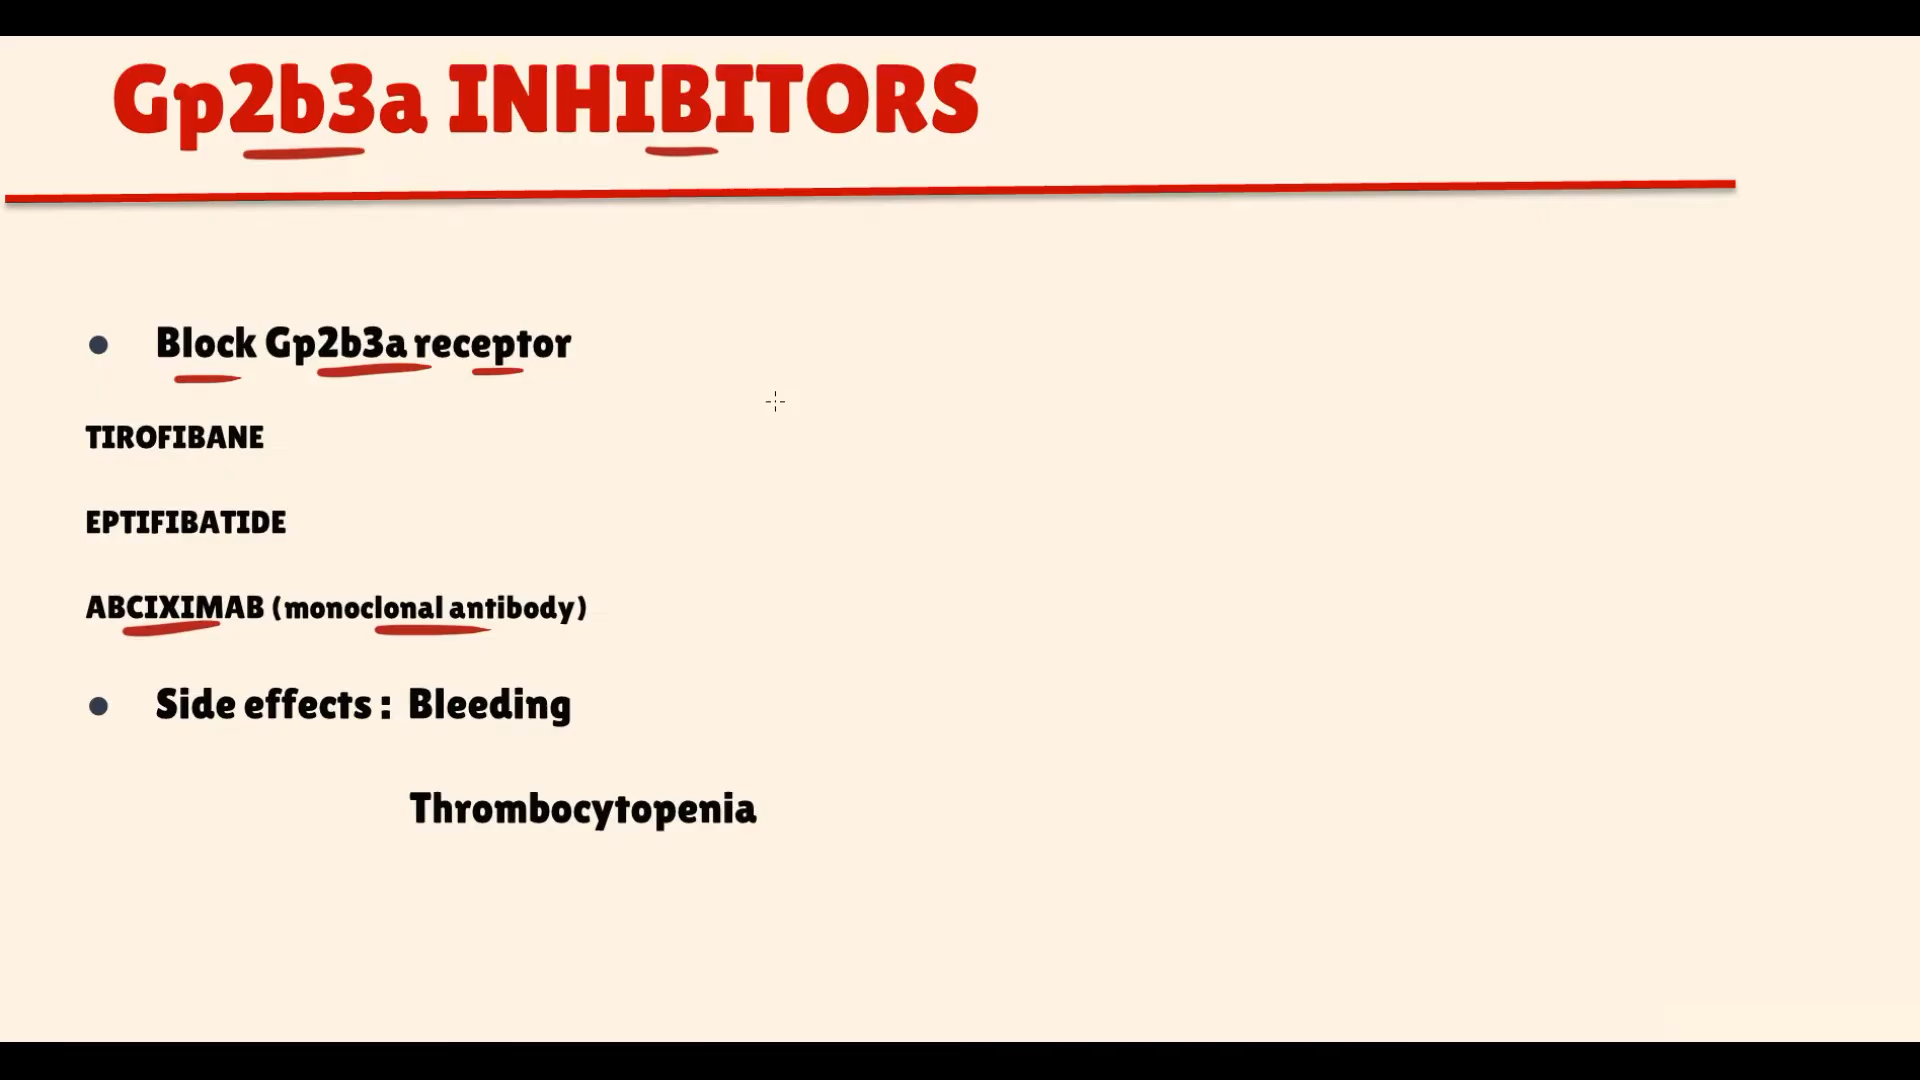 Gp2b3a INHIBITORS
Block Gp2b3a receptor
TIROFIBANE
EPTIFIBATIDE
ABCIXIMAB (monoclonal antibody)
Side effects : Bleeding
Thrombocytopenia